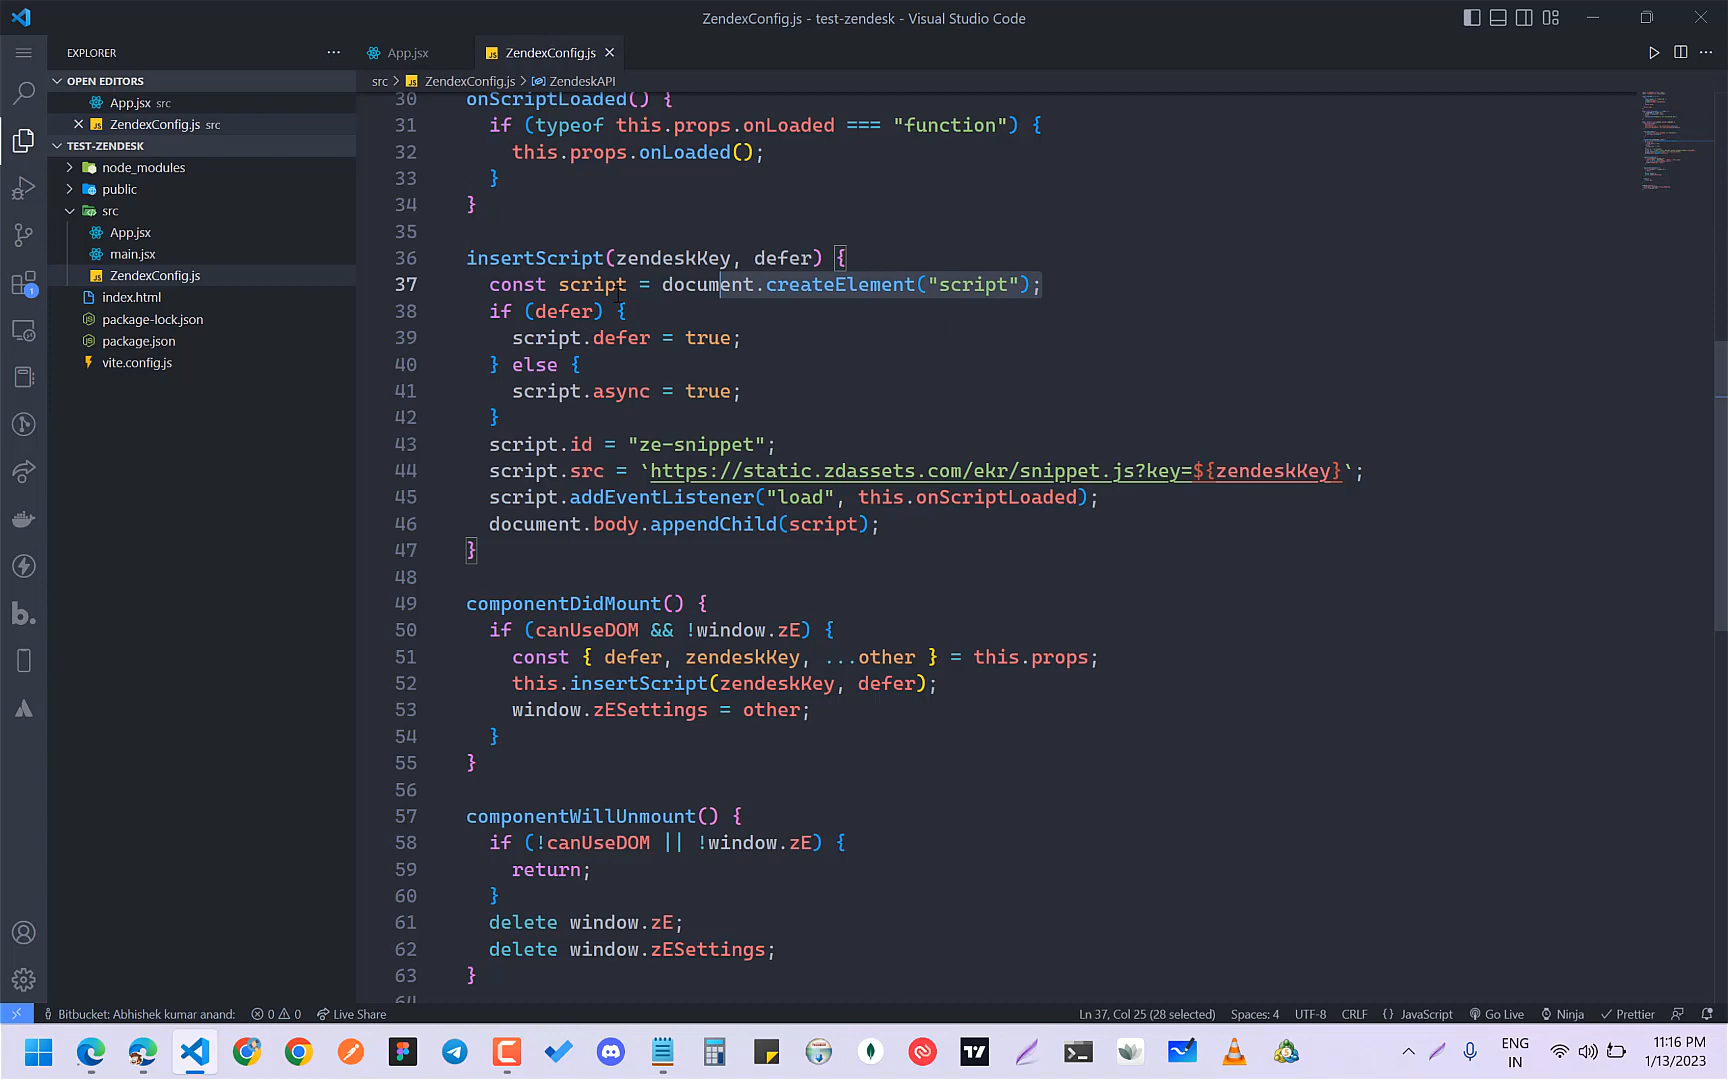 ZendexConfig.js - test-zendesk - Visual Studio Code
EXPLORER
OPEN EDITORS
App.jsx src
ZendexConfig.js src
TEST-ZENDESK
node_modules
public
src
App.jsx
main.jsx
ZendexConfig.js
index.html
package-lock.json
package.json
vite.config.js
1
App.jsx
ZendexConfig.js
src > ZendexConfig.js > ZendeskAPI
30 onScriptLoaded() {
31 if (typeof this.props.onLoaded === "function") {
32 this.props.onLoaded();
33 }
34 }
35
36 insertScript(zendeskKey, defer) {
37 const script = document.createElement("script");
38 if (defer) {
39 script.defer = true;
40 } else {
41 script.async = true;
42 }
43 script.id = "ze-snippet";
44 script.src = `https://static.zdassets.com/ekr/snippet.js?key=${zendeskKey}`;
45 script.addEventListener("load", this.onScriptLoaded);
46 document.body.appendChild(script);
47 }
48
49 componentDidMount() {
50 if (canUseDOM && !window.zE) {
51 const { defer, zendeskKey, ...other } = this.props;
52 this.insertScript(zendeskKey, defer);
53 window.zESettings = other;
54 }
55 }
56
57 componentWillUnmount() {
58 if (!canUseDOM || !window.zE) {
59 return;
60 }
61 delete window.zE;
62 delete window.zESettings;
63 }
64
b.
Bitbucket: Abhishek kumar anand: 0 0 Live Share
Ln 37, Col 25 (28 selected) Spaces: 4 UTF-8 CRLF {} JavaScript Go Live Ninja Prettier
ENG
IN
11:16 PM
1/13/2023